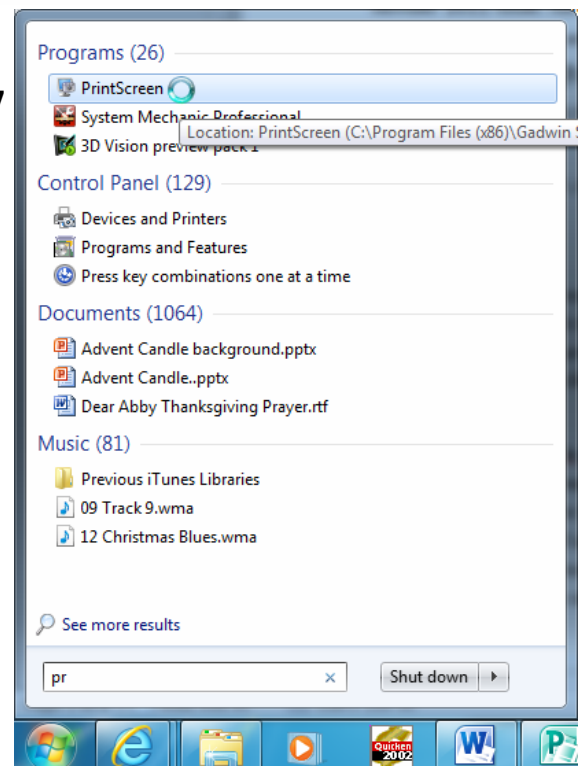 Programs (26)
PrintScreen
System Mechanic Professional
Location: PrintScreen (C:\Program Files (x86)\Gadwin S
3D Vision preview pack 1
Control Panel (129)
Devices and Printers
Programs and Features
Press key combinations one at a time
Documents (1064)
Advent Candle background.pptx
Advent Candle..pptx
Dear Abby Thanksgiving Prayer.rtf
Music (81)
Previous iTunes Libraries
09 Track 9.wma
12 Christmas Blues.wma
See more results
pr
Shut down
Quicken
2002
W
P